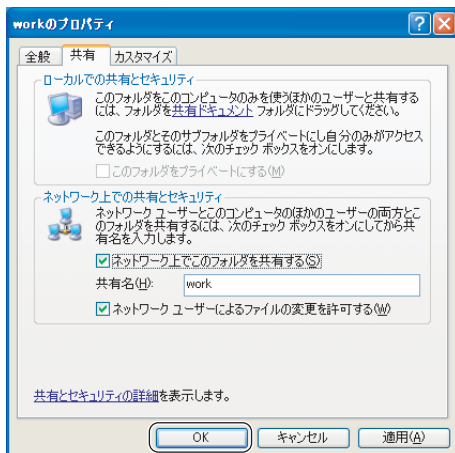 workのプロパティ
全般 共有 カスタマイズ
ローカルでの共有とセキュリティ
このフォルダをこのコンピュータのみを使うほかのユーザーと共有する
には、フォルダを共有ドキュメント フォルダにドラッグしてください。
このフォルダとそのサブフォルダをプライベートにし自分のみがアクセス
できるようにするには、次のチェック ボックスをオンにします。
このフォルダをプライベートにする(M)
ネットワーク上での共有とセキュリティ
ネットワーク ユーザーとこのコンピュータのほかのユーザーの両方とこ
のフォルダを共有するには、次のチェック ボックスをオンにしてから共
有名を入力します。
ネットワーク上でこのフォルダを共有する(S)
共有名(H): work
ネットワーク ユーザーによるファイルの変更を許可する(W)
共有とセキュリティの詳細を表示します。
OK キャンセル 適用(A)